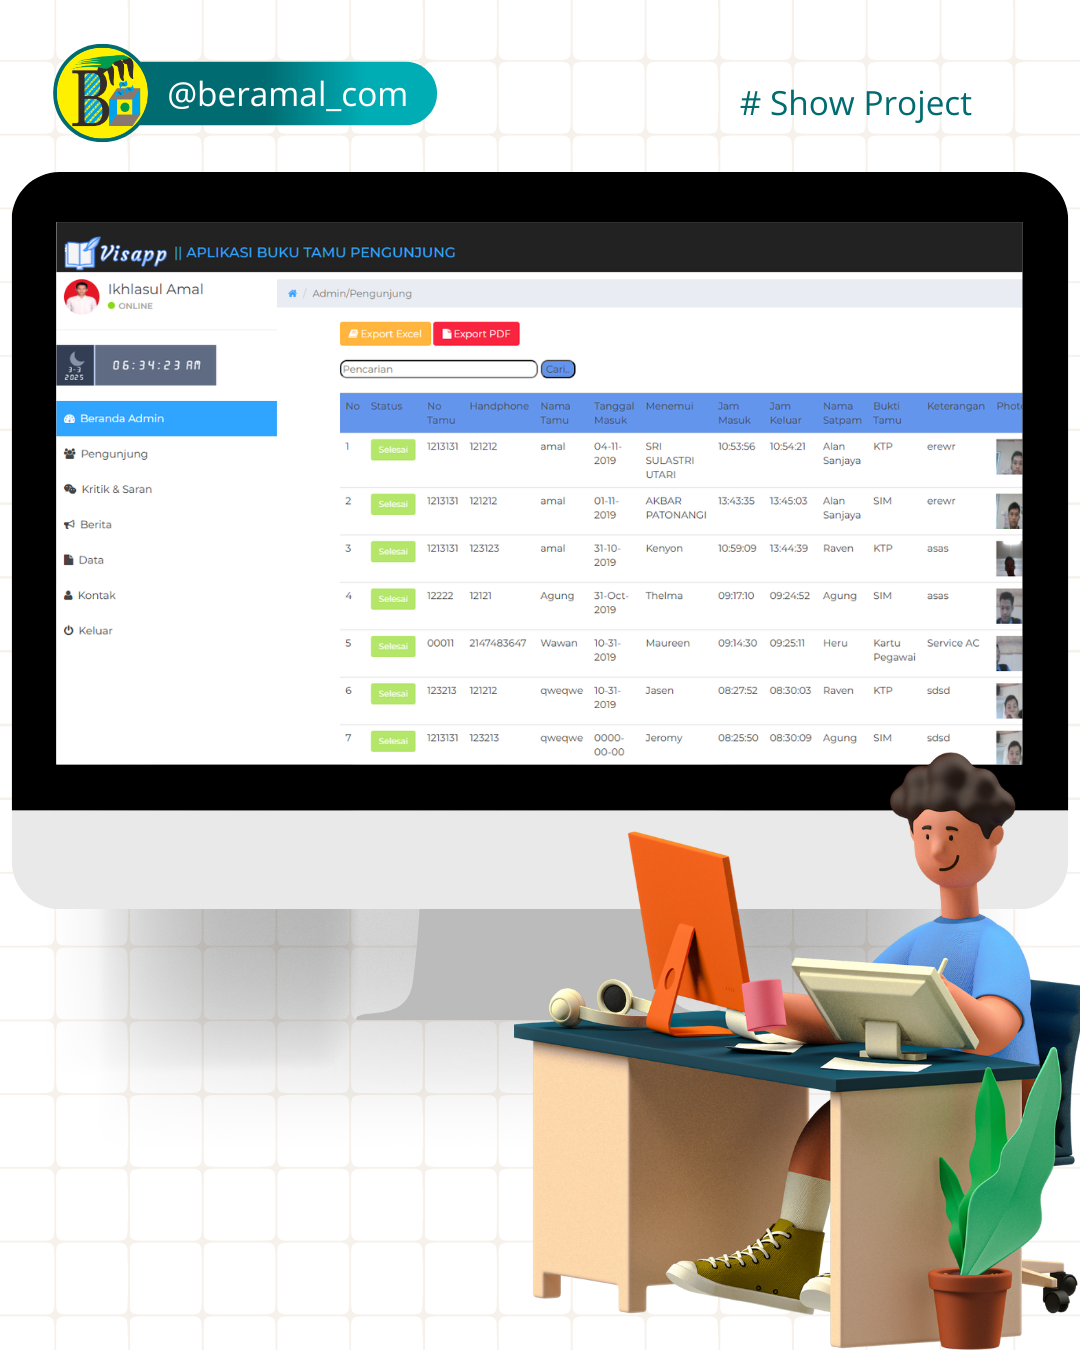 @beramal_com
# Show Project
Visapp || APLIKASI BUKU TAMU PENGUNJUNG
Ikhlasul Amal
ONLINE
Admin/Pengunjung
Export Excel Export PDF
3-3
2025
06:34:23 AM
Pencarian Cari..
Beranda Admin
Pengunjung
Kritik & Saran
Berita
Data
Kontak
Keluar
No Status No Tamu Handphone Nama Tamu Tanggal Masuk Menemui Jam Masuk Jam Keluar Nama Satpam Bukti Tamu Keterangan Photo
1 Selesai 1213131 121212 amal 04-11-2019 SRI SULASTRI UTARI 10:53:56 10:54:21 Alan Sanjaya KTP erewr
2 Selesai 1213131 121212 amal 01-11-2019 AKBAR PATONANGI 13:43:35 13:45:03 Alan Sanjaya SIM erewr
3 Selesai 1213131 123123 amal 31-10-2019 Kenyon 10:59:09 13:44:39 Raven KTP asas
4 Selesai 12222 12121 Agung 31-Oct-2019 Thelma 09:17:10 09:24:52 Agung SIM asas
5 Selesai 00011 2147483647 Wawan 10-31-2019 Maureen 09:14:30 09:25:11 Heru Kartu Pegawai Service AC
6 Selesai 123213 121212 qweqwe 10-31-2019 Jasen 08:27:52 08:30:03 Raven KTP sdsd
7 Selesai 1213131 123213 qweqwe 0000-00-00 Jeromy 08:25:50 08:30:09 Agung SIM sdsd